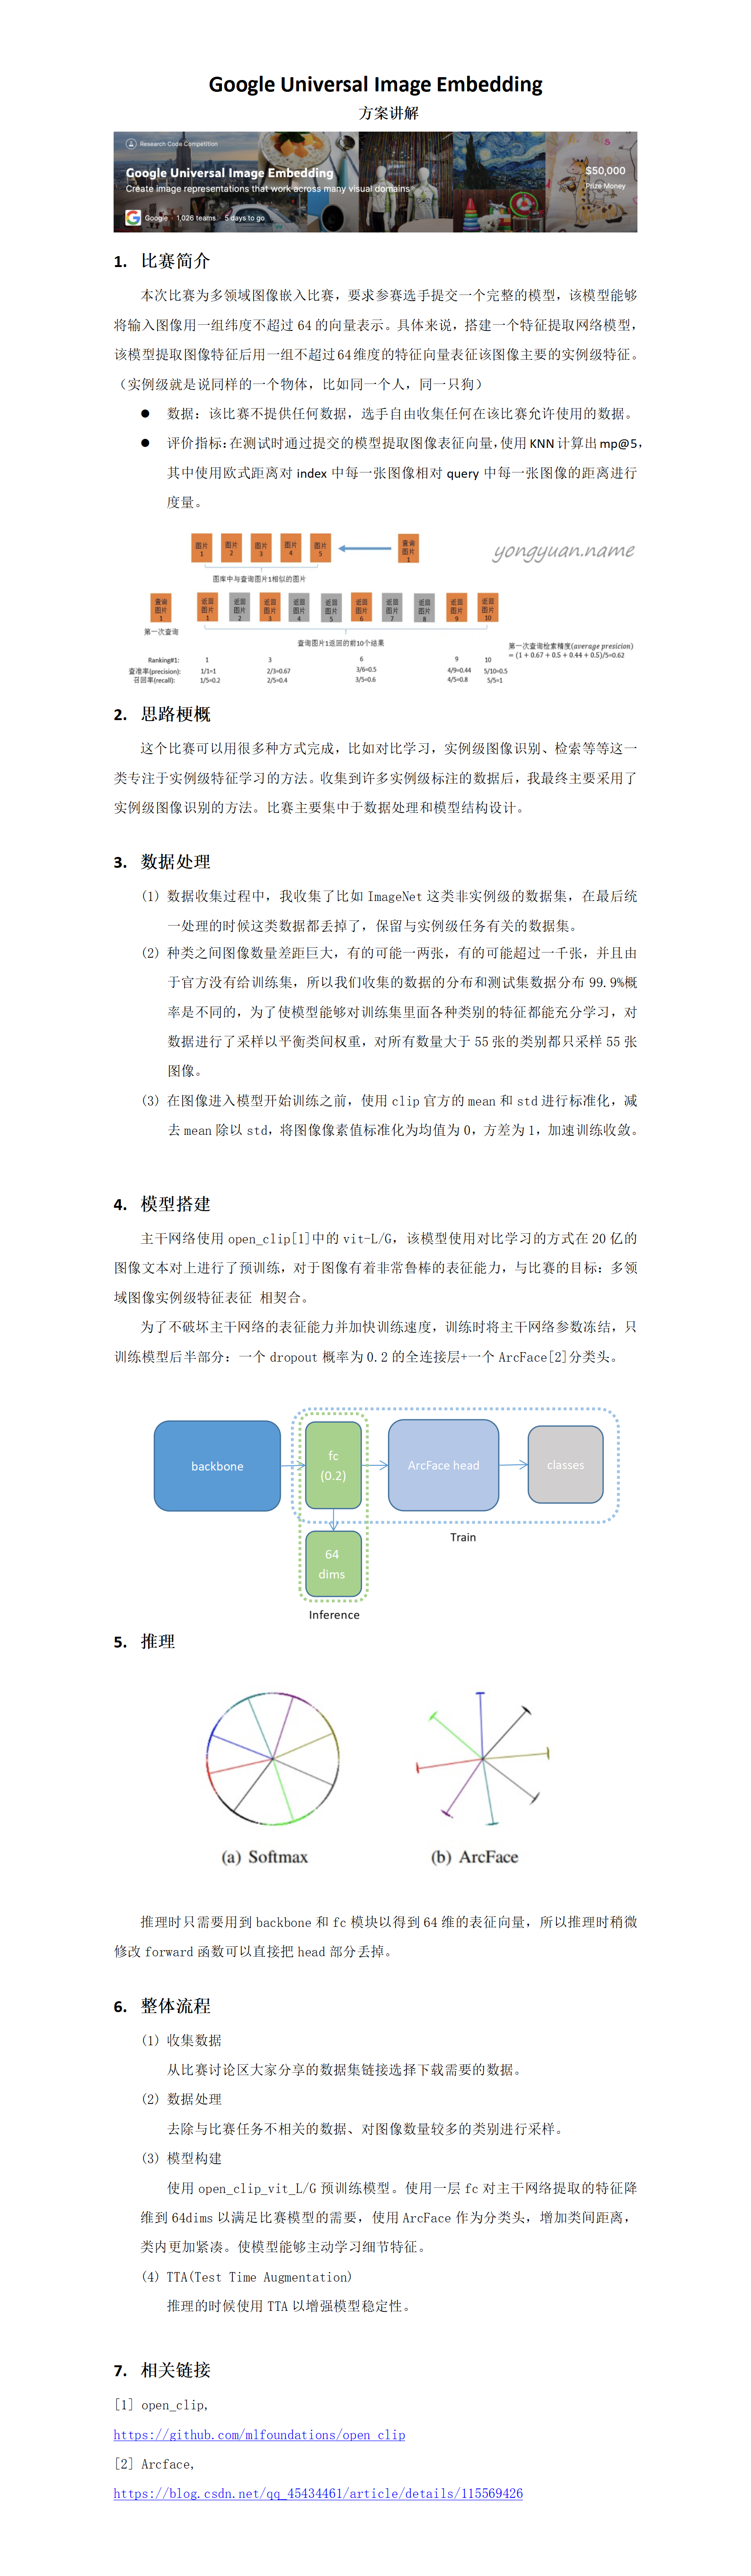 Google Universal Image Embedding
方案讲解
Research Code Competition
Google Universal Image Embedding
Create image representations that work across many visual domains
$50,000
Prize Money
Google 1,026 teams 5 days to go
1. 比赛简介
本次比赛为多领域图像嵌入比赛，要求参赛选手提交一个完整的模型，该模型能够
将输入图像用一组纬度不超过 64 的向量表示。具体来说，搭建一个特征提取网络模型，
该模型提取图像特征后用一组不超过 64 维度的特征向量表征该图像主要的实例级特征。
（实例级就是说同样的一个物体，比如同一个人，同一只狗）
● 数据：该比赛不提供任何数据，选手自由收集任何在该比赛允许使用的数据。
● 评价指标：在测试时通过提交的模型提取图像表征向量，使用 KNN 计算出 mp@5，
其中使用欧式距离对 index 中每一张图像相对 query 中每一张图像的距离进行
度量。
图片1 图片2 图片3 图片4 图片5 查询图片1
yongyuan.name
图库中与查询图片1相似的图片
查询图片1 返回图片1 返回图片2 返回图片3 返回图片4 返回图片5 返回图片6 返回图片7 返回图片8 返回图片9 返回图片10
第一次查询
查询图片1返回的前10个结果
第一次查询检索精度(average presicion)
= (1 + 0.67 + 0.5 + 0.44 + 0.5)/5=0.62
Ranking#1: 1 3 6 9 10
查准率(precision): 1/1=1 2/3=0.67 3/6=0.5 4/9=0.44 5/10=0.5
召回率(recall): 1/5=0.2 2/5=0.4 3/5=0.6 4/5=0.8 5/5=1
2. 思路梗概
这个比赛可以用很多种方式完成，比如对比学习，实例级图像识别、检索等等这一
类专注于实例级特征学习的方法。收集到许多实例级标注的数据后，我最终主要采用了
实例级图像识别的方法。比赛主要集中于数据处理和模型结构设计。
3. 数据处理
(1) 数据收集过程中，我收集了比如 ImageNet 这类非实例级的数据集，在最后统
一处理的时候这类数据都丢掉了，保留与实例级任务有关的数据集。
(2) 种类之间图像数量差距巨大，有的可能一两张，有的可能超过一千张，并且由
于官方没有给训练集，所以我们收集的数据的分布和测试集数据分布 99.9%概
率是不同的，为了使模型能够对训练集里面各种类别的特征都能充分学习，对
数据进行了采样以平衡类间权重，对所有数量大于 55 张的类别都只采样 55 张
图像。
(3) 在图像进入模型开始训练之前，使用 clip 官方的 mean 和 std 进行标准化，减
去 mean 除以 std，将图像像素值标准化为均值为 0，方差为 1，加速训练收敛。
4. 模型搭建
主干网络使用 open_clip[1]中的 vit-L/G，该模型使用对比学习的方式在 20 亿的
图像文本对上进行了预训练，对于图像有着非常鲁棒的表征能力，与比赛的目标：多领
域图像实例级特征表征 相契合。
为了不破坏主干网络的表征能力并加快训练速度，训练时将主干网络参数冻结，只
训练模型后半部分：一个 dropout 概率为 0.2 的全连接层+一个 ArcFace[2]分类头。
backbone
fc
(0.2)
ArcFace head
classes
Train
64
dims
Inference
5. 推理
(a) Softmax
(b) ArcFace
推理时只需要用到 backbone 和 fc 模块以得到 64 维的表征向量，所以推理时稍微
修改 forward 函数可以直接把 head 部分丢掉。
6. 整体流程
(1) 收集数据
从比赛讨论区大家分享的数据集链接选择下载需要的数据。
(2) 数据处理
去除与比赛任务不相关的数据、对图像数量较多的类别进行采样。
(3) 模型构建
使用 open_clip_vit_L/G 预训练模型。使用一层 fc 对主干网络提取的特征降
维到 64dims 以满足比赛模型的需要，使用 ArcFace 作为分类头，增加类间距离，
类内更加紧凑。使模型能够主动学习细节特征。
(4) TTA(Test Time Augmentation)
推理的时候使用 TTA 以增强模型稳定性。
7. 相关链接
[1] open_clip,
https://github.com/mlfoundations/open_clip
[2] Arcface,
https://blog.csdn.net/qq_45434461/article/details/115569426